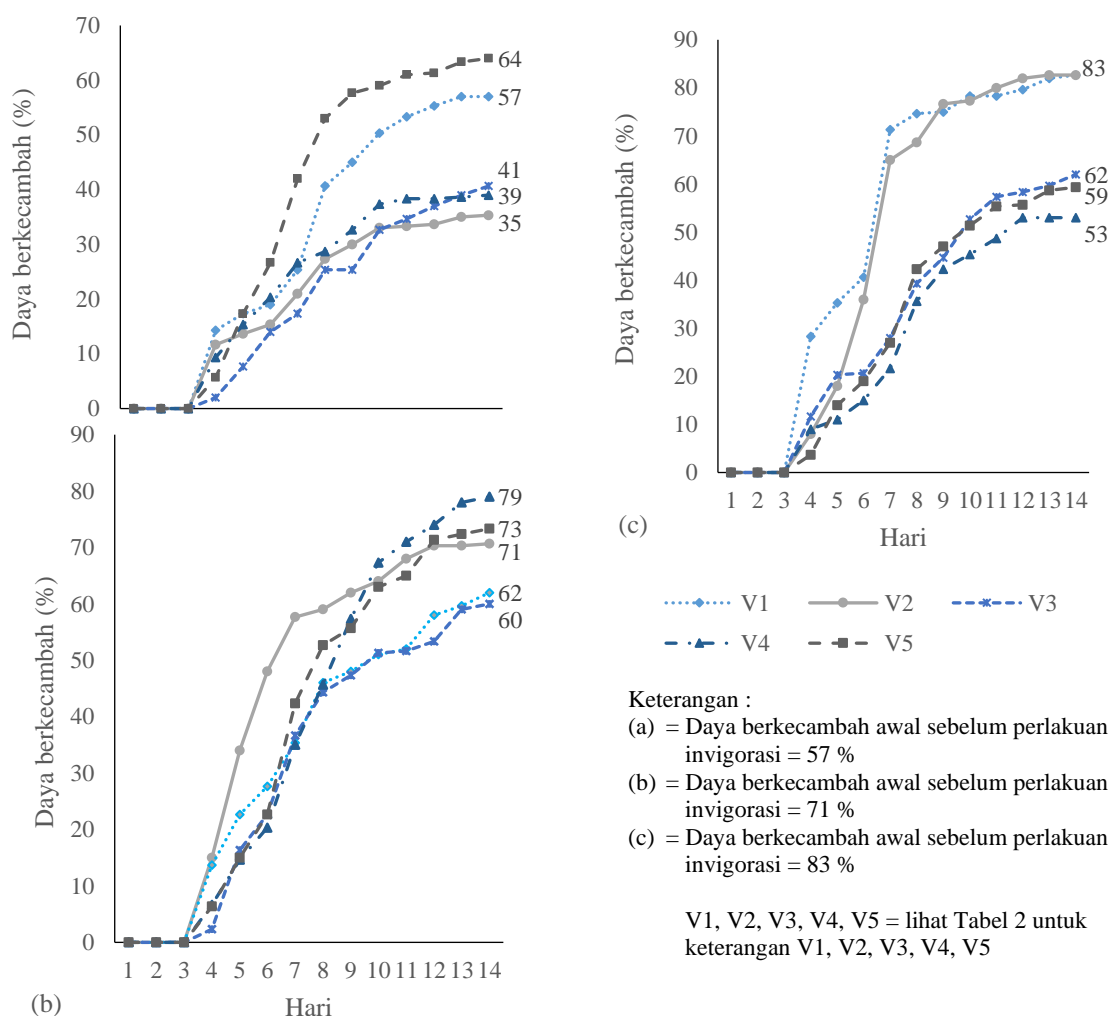 Daya berkecambah (%)
70
60
50
40
30
20
10
0
64
57
41
39
35
Daya berkecambah (%)
90
80
70
60
50
40
30
20
10
0
79
73
71
62
60
1 2 3 4 5 6 7 8 9 10 11 12 13 14
(b)
Hari
Daya berkecambah (%)
90
80
70
60
50
40
30
20
10
0
83
62
59
53
1 2 3 4 5 6 7 8 9 10 11 12 13 14
(c)
Hari
V1 V2 V3
V4 V5
Keterangan :
(a) = Daya berkecambah awal sebelum perlakuan
invigorasi = 57 %
(b) = Daya berkecambah awal sebelum perlakuan
invigorasi = 71 %
(c) = Daya berkecambah awal sebelum perlakuan
invigorasi = 83 %
V1, V2, V3, V4, V5 = lihat Tabel 2 untuk
keterangan V1, V2, V3, V4, V5